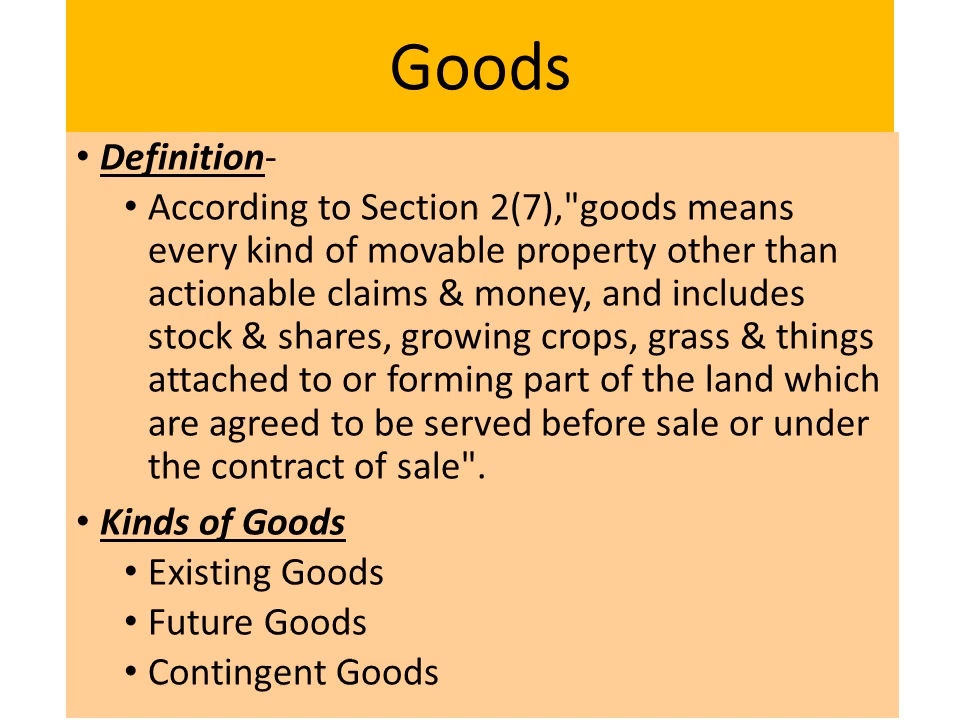 Goods
• Definition-
• According to Section 2(7),"goods means
every kind of movable property other than
actionable claims & money, and includes
stock & shares, growing crops, grass & things
attached to or forming part of the land which
are agreed to be served before sale or under
the contract of sale".
• Kinds of Goods
• Existing Goods
• Future Goods
• Contingent Goods